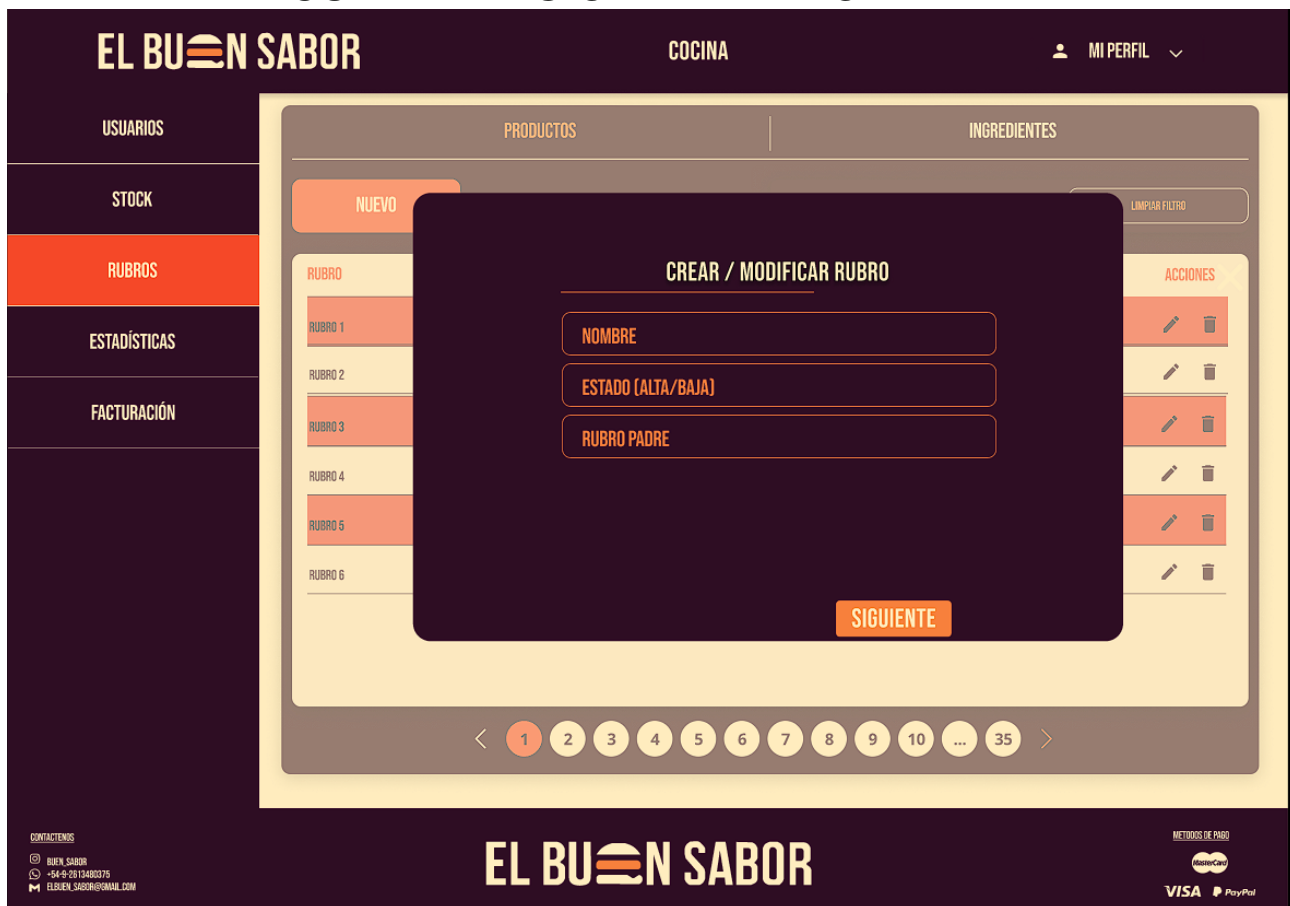 EL BUEN SABOR
COCINA
MI PERFIL
USUARIOS
STOCK
RUBROS
ESTADÍSTICAS
FACTURACIÓN
PRODUCTOS
INGREDIENTES
NUEVO
LIMPIAR FILTRO
RUBRO
ACCIONES
RUBRO 1
RUBRO 2
RUBRO 3
RUBRO 4
RUBRO 5
RUBRO 6
CREAR / MODIFICAR RUBRO
NOMBRE
ESTADO (ALTA/BAJA)
RUBRO PADRE
SIGUIENTE
1 2 3 4 5 6 7 8 9 10 ... 35
CONTACTENOS
BUEN_SABOR
+54-9-2613480375
ELBUEN_SABOR@GMAIL.COM
EL BUEN SABOR
METODOS DE PAGO
MasterCard
VISA PayPal